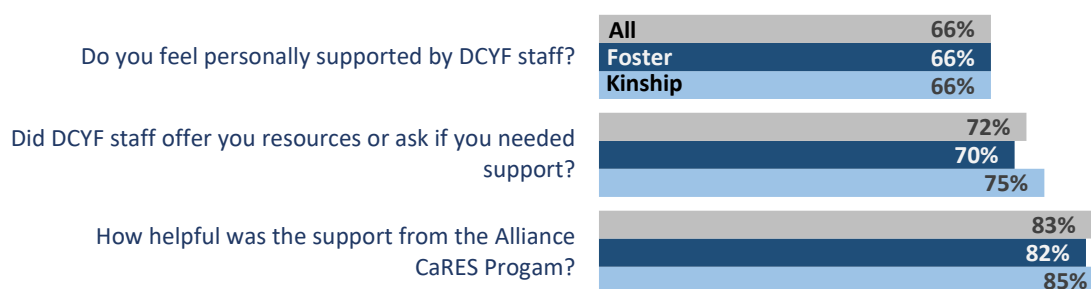 Do you feel personally supported by DCYF staff?
All 66%
Foster 66%
Kinship 66%
Did DCYF staff offer you resources or ask if you needed
support?
72%
70%
75%
How helpful was the support from the Alliance
CaRES Progam?
83%
82%
85%